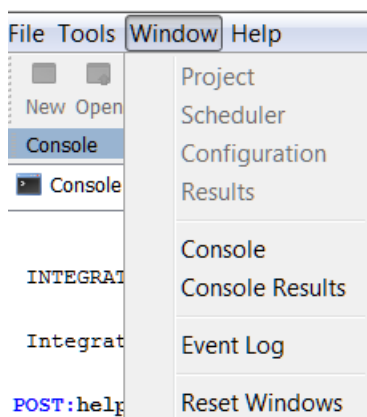 File Tools Window Help
New Open
Project
Scheduler
Configuration
Results
Console
Console Results
Event Log
Reset Windows
Console
Console
INTEGRAT
Integrat
POST:help